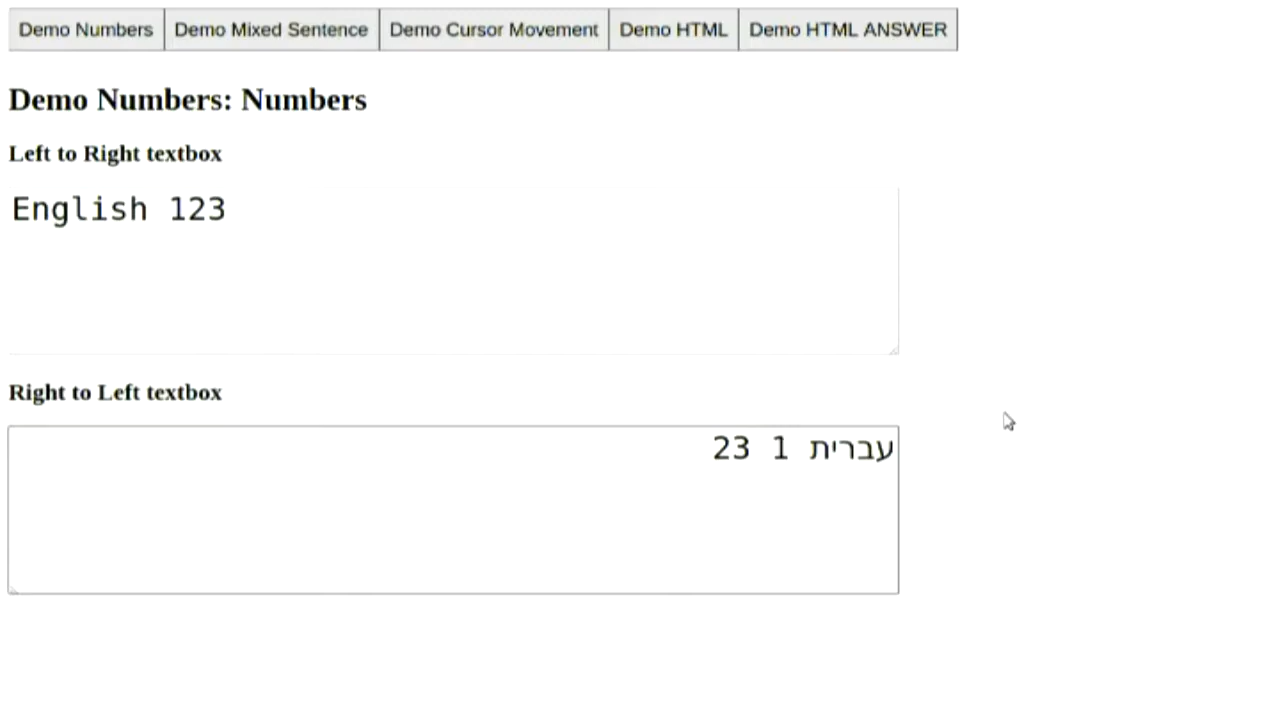 Demo Numbers Demo Mixed Sentence Demo Cursor Movement Demo HTML Demo HTML ANSWER
Demo Numbers: Numbers
Left to Right textbox
English 123
Right to Left textbox
עברית 1 23